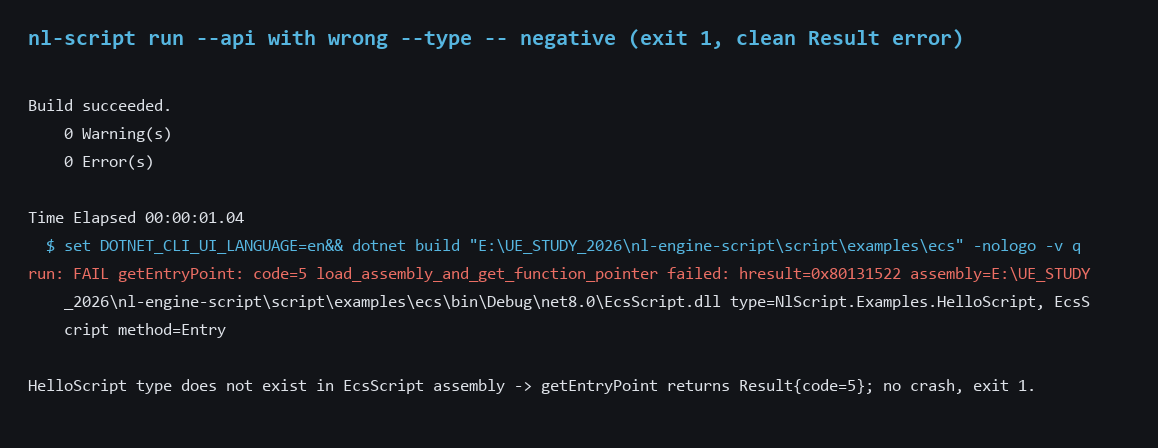 nl-script run --api with wrong --type -- negative (exit 1, clean Result error)
Build succeeded.
0 Warning(s)
0 Error(s)
Time Elapsed 00:00:01.04
$ set DOTNET_CLI_UI_LANGUAGE=en&& dotnet build "E:\UE_STUDY_2026\nl-engine-script\script\examples\ecs" -nologo -v q
run: FAIL getEntryPoint: code=5 load_assembly_and_get_function_pointer failed: hresult=0x80131522 assembly=E:\UE_STUDY
_2026\nl-engine-script\script\examples\ecs\bin\Debug\net8.0\EcsScript.dll type=NlScript.Examples.HelloScript, EcsS
cript method=Entry
HelloScript type does not exist in EcsScript assembly -> getEntryPoint returns Result{code=5}; no crash, exit 1.